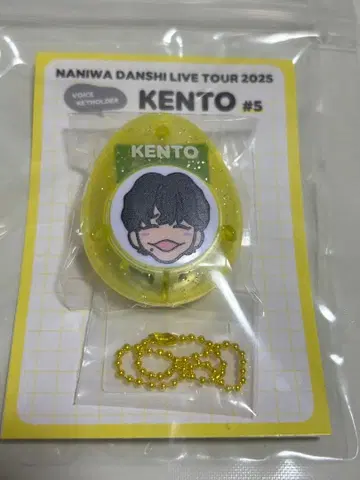 NANIWA DANSHI LIVE TOUR 2025
VOICE
KEYHOLDER
KENTO #5
KENTO